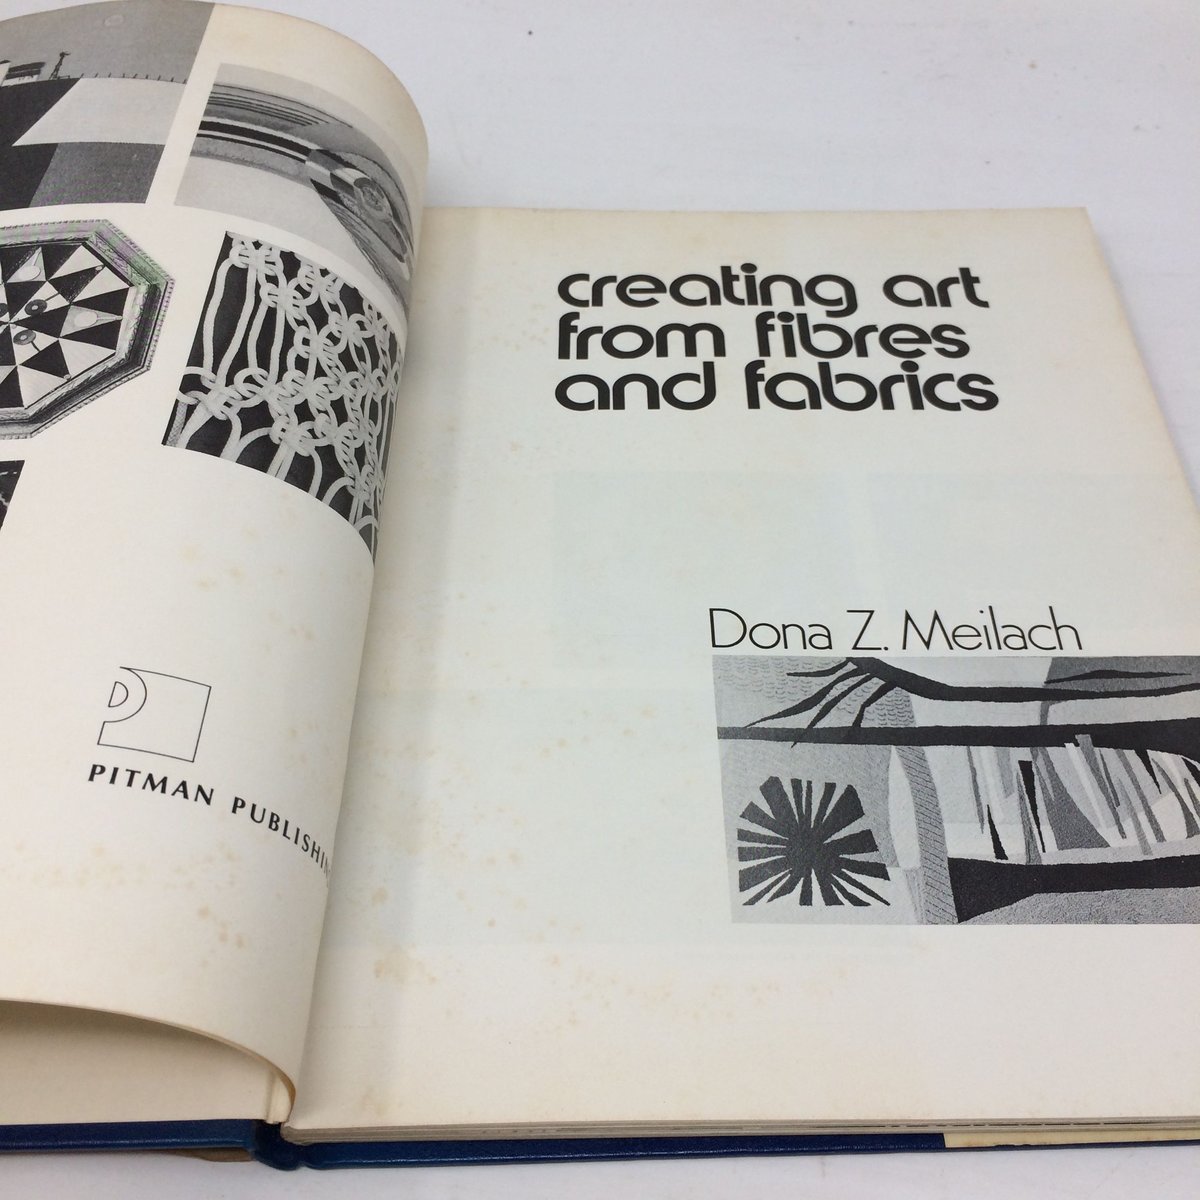 PITMAN PUBLISHIN
creating art
from fibres
and fabrics
Dona Z. Meilach